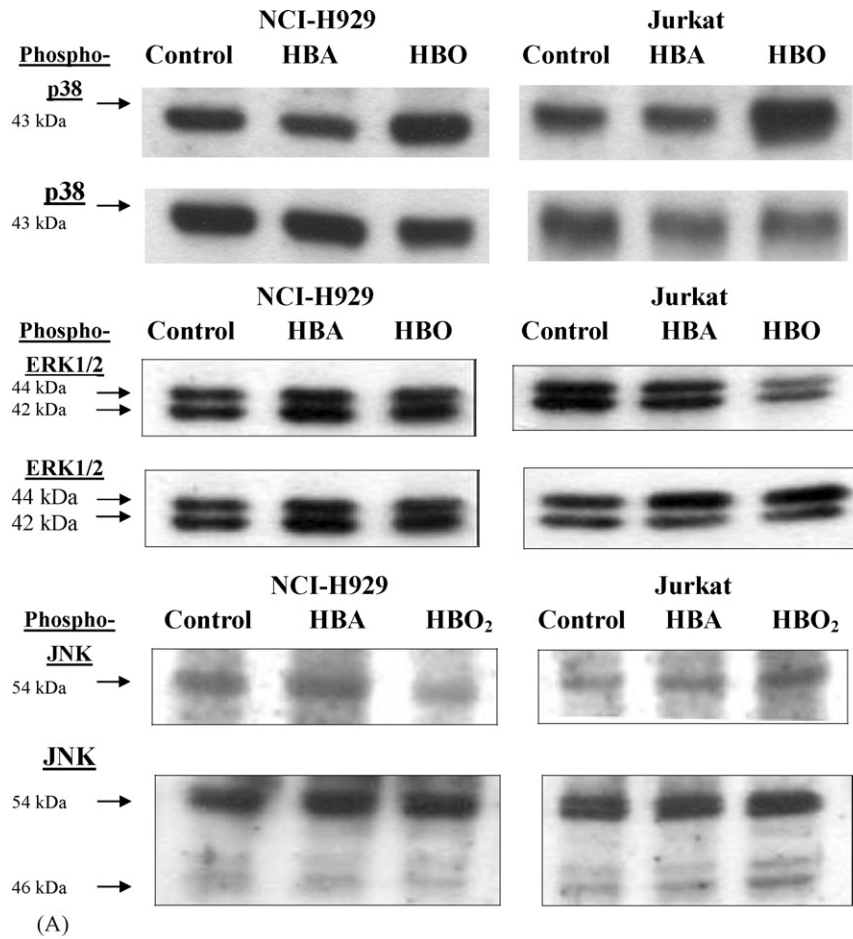 NCI-H929 Jurkat
Phospho- Control HBA HBO Control HBA HBO
p38
43 kDa
p38
43 kDa
NCI-H929 Jurkat
Phospho- Control HBA HBO Control HBA HBO
ERK1/2
44 kDa
42 kDa
ERK1/2
44 kDa
42 kDa
NCI-H929 Jurkat
Phospho- Control HBA HBO₂ Control HBA HBO₂
JNK
54 kDa
JNK
54 kDa
46 kDa
(A)